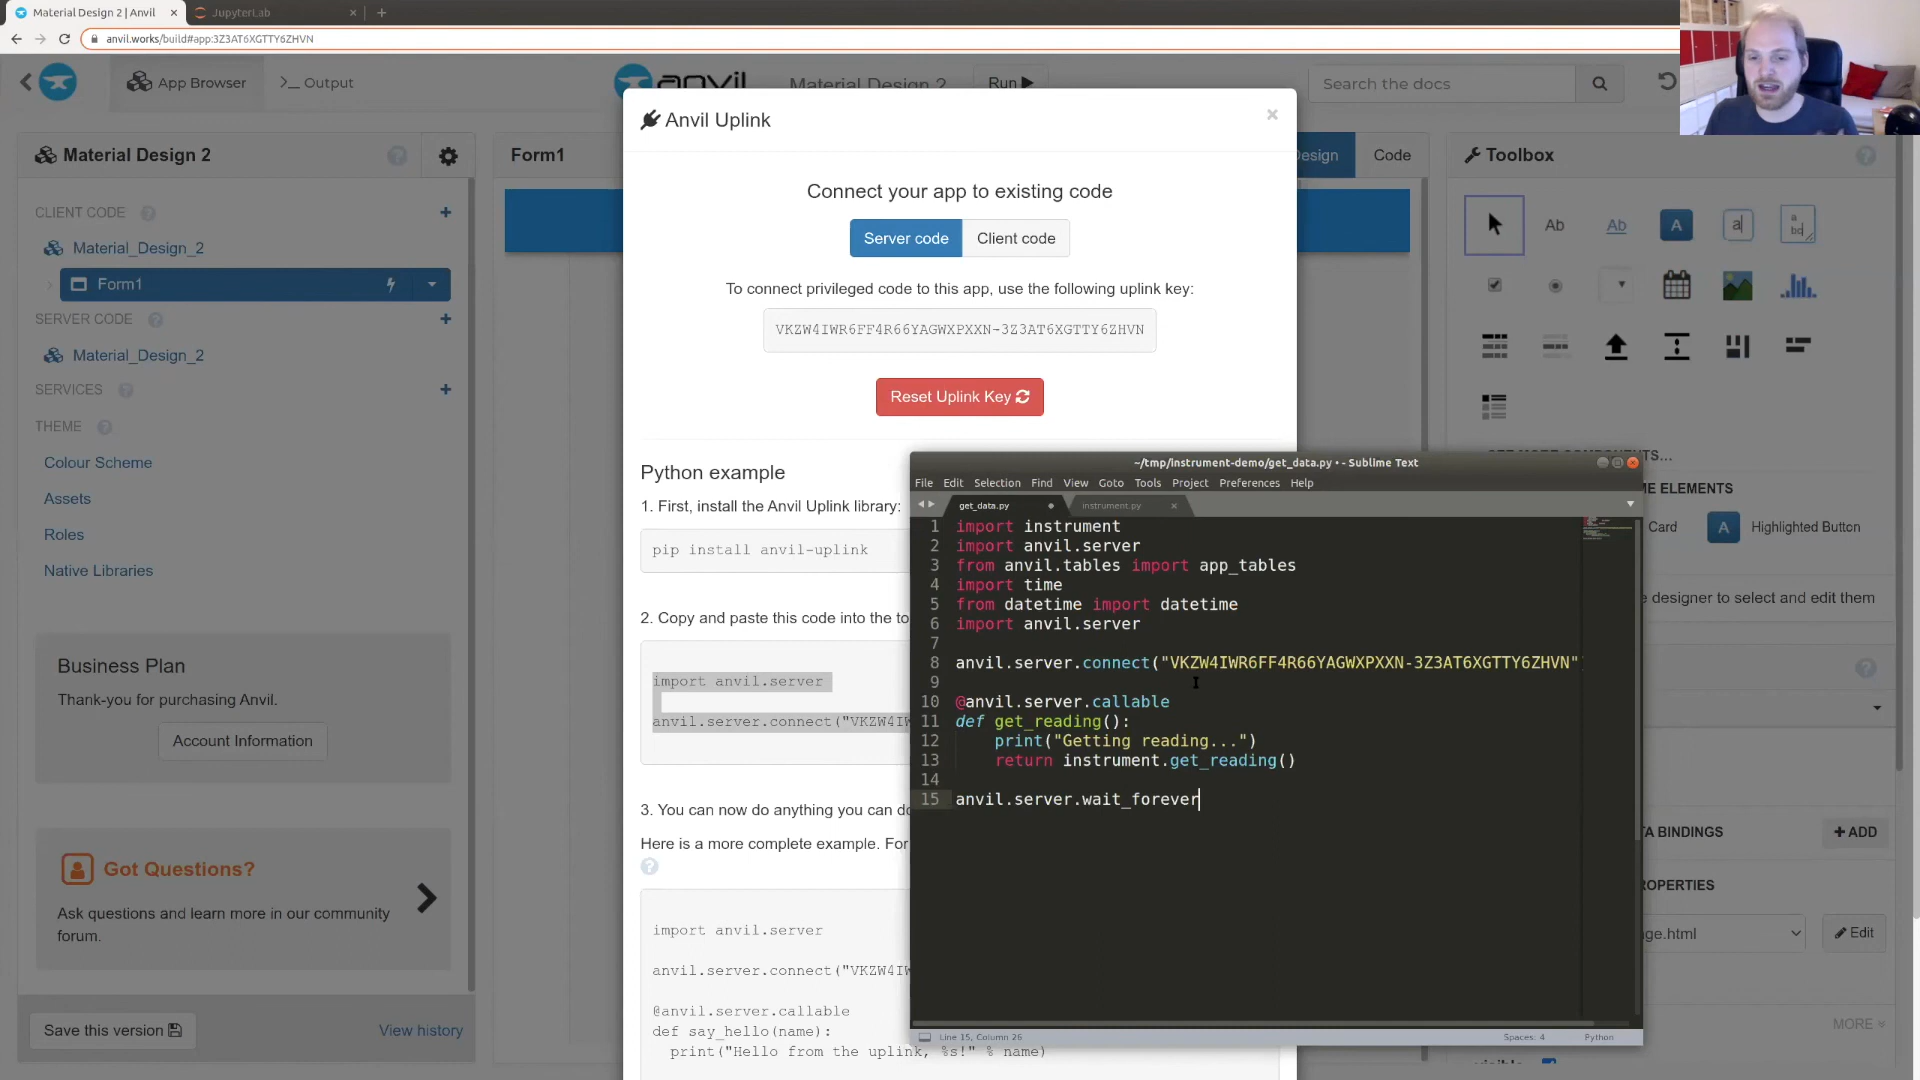 Material Design 2 | Anvil
JupyterLab
anvil.works/build#app:3Z3AT6XGTTY6ZHVN
App Browser
>_ Output
anvil
Material Design 2
Run
Search the docs
Material Design 2
CLIENT CODE
Material_Design_2
Form1
SERVER CODE
Material_Design_2
SERVICES
THEME
Colour Scheme
Assets
Roles
Native Libraries
Business Plan
Thank-you for purchasing Anvil.
Account Information
Got Questions?
Ask questions and learn more in our community
forum.
Save this version
View history
Form1
Design
Code
Anvil Uplink
×
Connect your app to existing code
Server code
Client code
To connect privileged code to this app, use the following uplink key:
VKZW4IWR6FF4R66YAGWXPXXN-3Z3AT6XGTTY6ZHVN
Reset Uplink Key
Python example
1. First, install the Anvil Uplink library:
pip install anvil-uplink
2. Copy and paste this code into the to
import anvil.server
anvil.server.connect("VKZW4IW
3. You can now do anything you can do
Here is a more complete example. For
import anvil.server
anvil.server.connect("VKZW4IW
@anvil.server.callable
def say_hello(name):
print("Hello from the uplink, %s!" % name)
~/tmp/instrument-demo/get_data.py • - Sublime Text
File Edit Selection Find View Goto Tools Project Preferences Help
get_data.py
instrument.py
1 import instrument
2 import anvil.server
3 from anvil.tables import app_tables
4 import time
5 from datetime import datetime
6 import anvil.server
7
8 anvil.server.connect("VKZW4IWR6FF4R66YAGWXPXXN-3Z3AT6XGTTY6ZHVN"
9
10 @anvil.server.callable
11 def get_reading():
12 print("Getting reading...")
13 return instrument.get_reading()
14
15 anvil.server.wait_forever
Line 15, Column 26
Spaces: 4
Python
Toolbox
Ab
Ab
A
a
a
bc
ME ELEMENTS
Card
A
Highlighted Button
e designer to select and edit them
TA BINDINGS
+ ADD
ROPERTIES
ge.html
Edit
MORE